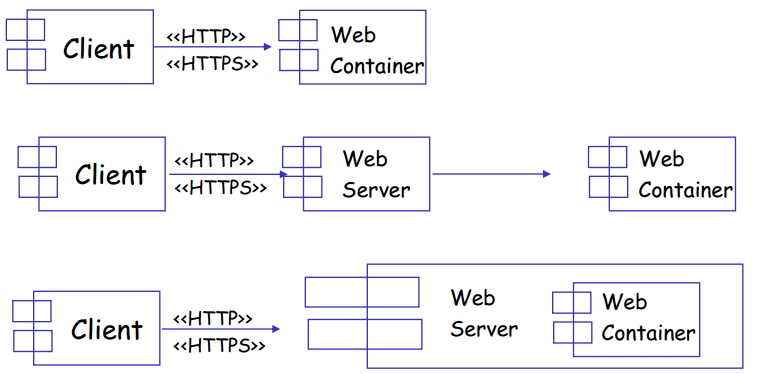 Client
<<HTTP>>
<<HTTPS>>
Web
Container
Client
<<HTTP>>
<<HTTPS>>
Web
Server
Web
Container
Client
<<HTTP>>
<<HTTPS>>
Web
Server
Web
Container